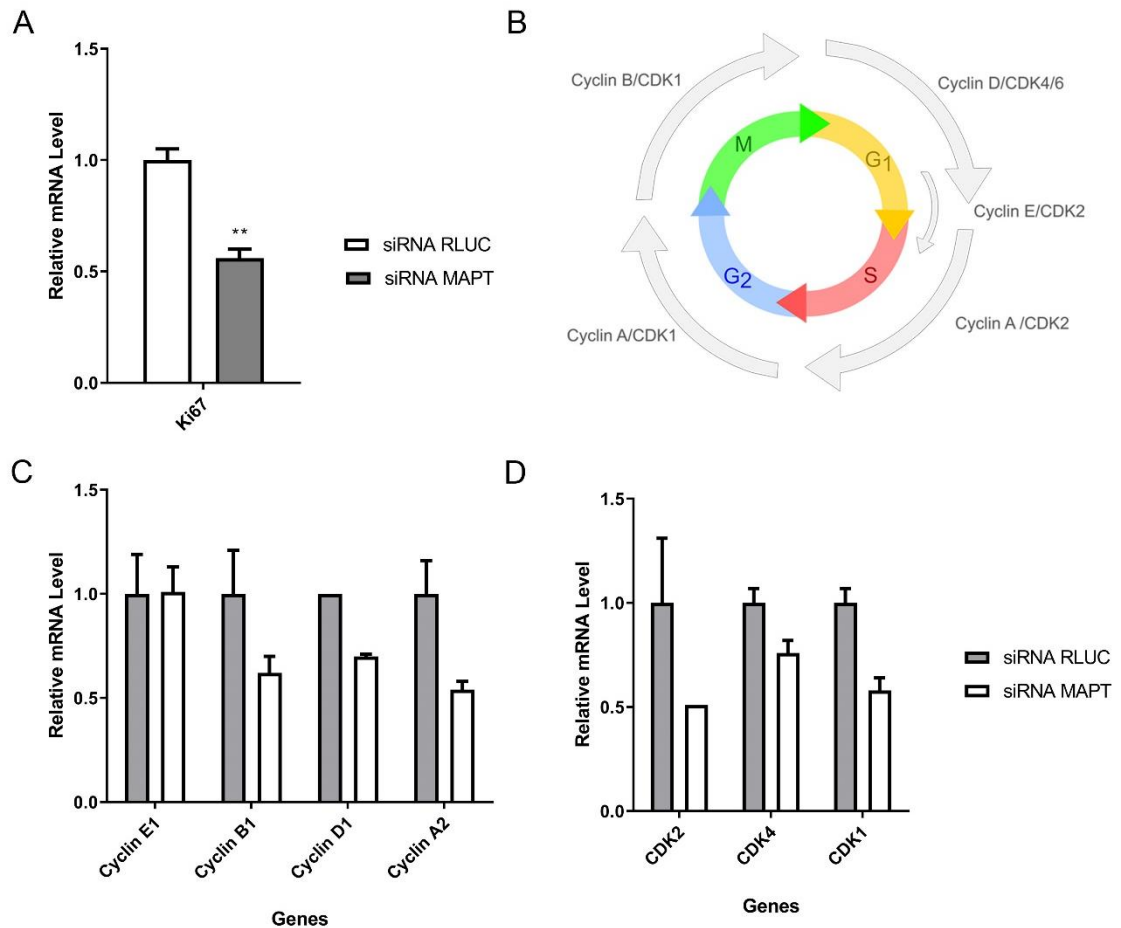 A
Relative mRNA Level
1.5
1.0
0.5
0.0
**
Ki67
siRNA RLUC
siRNA MAPT
B
Cyclin B/CDK1
Cyclin D/CDK4/6
M
G1
Cyclin E/CDK2
G2
S
Cyclin A/CDK1
Cyclin A /CDK2
C
Relative mRNA Level
1.5
1.0
0.5
0.0
Cyclin E1
Cyclin B1
Cyclin D1
Cyclin A2
Genes
D
Relative mRNA Level
1.5
1.0
0.5
0.0
CDK2
CDK4
CDK1
Genes
siRNA RLUC
siRNA MAPT